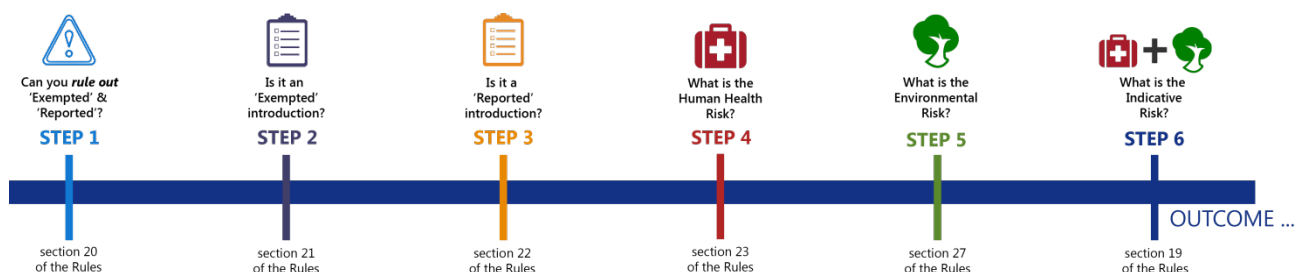 Can you rule out
'Exempted' &
'Reported'?
STEP 1
section 20
of the Rules
Is it an
'Exempted'
introduction?
STEP 2
section 21
of the Rules
Is it a
'Reported'
introduction?
STEP 3
section 22
of the Rules
What is the
Human Health
Risk?
STEP 4
section 23
of the Rules
What is the
Environmental
Risk?
STEP 5
section 27
of the Rules
What is the
Indicative
Risk?
STEP 6
OUTCOME ...
section 19
of the Rules